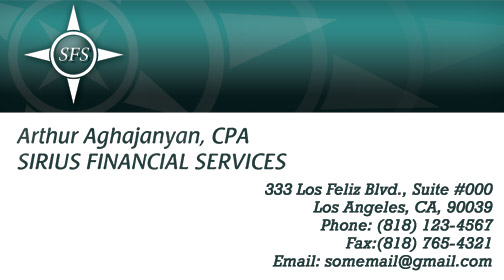 SFS
Arthur Aghajanyan, CPA
SIRIUS FINANCIAL SERVICES
333 Los Feliz Blvd., Suite #000
Los Angeles, CA, 90039
Phone: (818) 123-4567
Fax:(818) 765-4321
Email: somemail@gmail.com